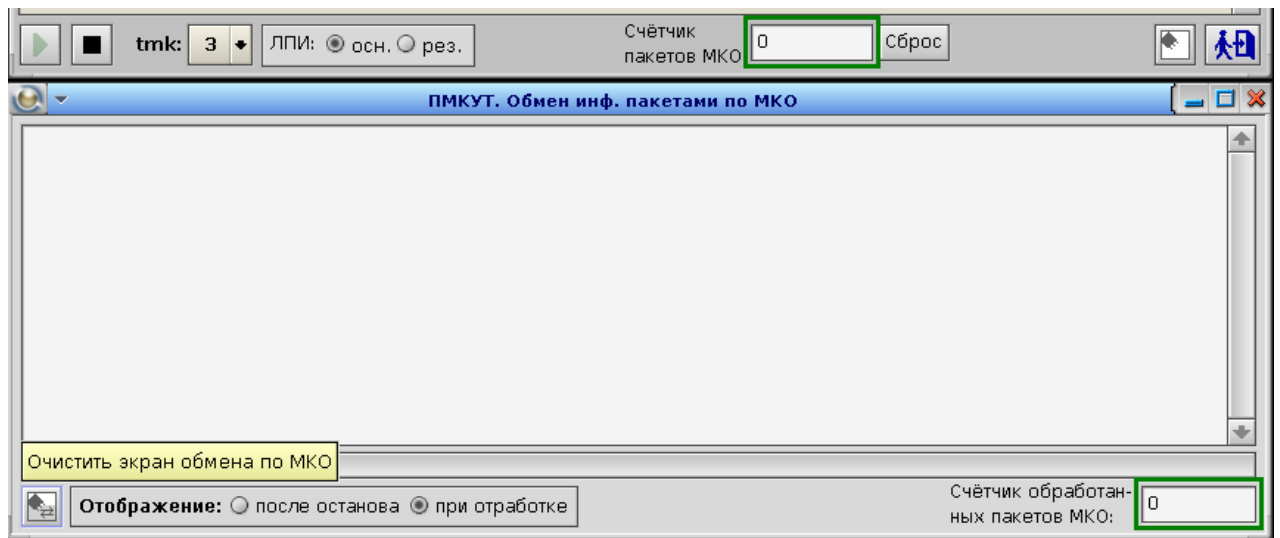 tmk: 3 ЛПИ: осн. рез. Счётчик пакетов МКО 0 Сброс
ПМКУТ. Обмен инф. пакетами по МКО
Очистить экран обмена по МКО
Отображение: после останова при отработке
Счётчик обработан-
ных пакетов МКО: 0